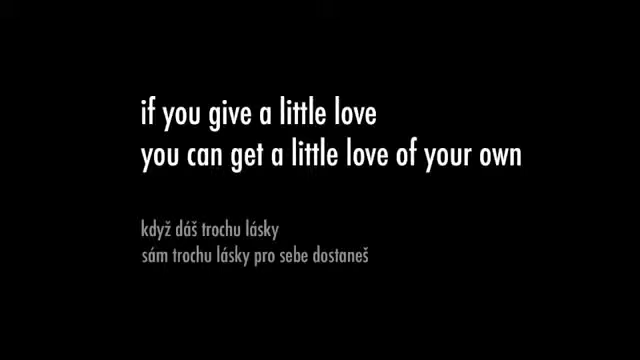 if you give a little love
you can get a little love of your own
když dáš trochu lásky
sám trochu lásky pro sebe dostaneš